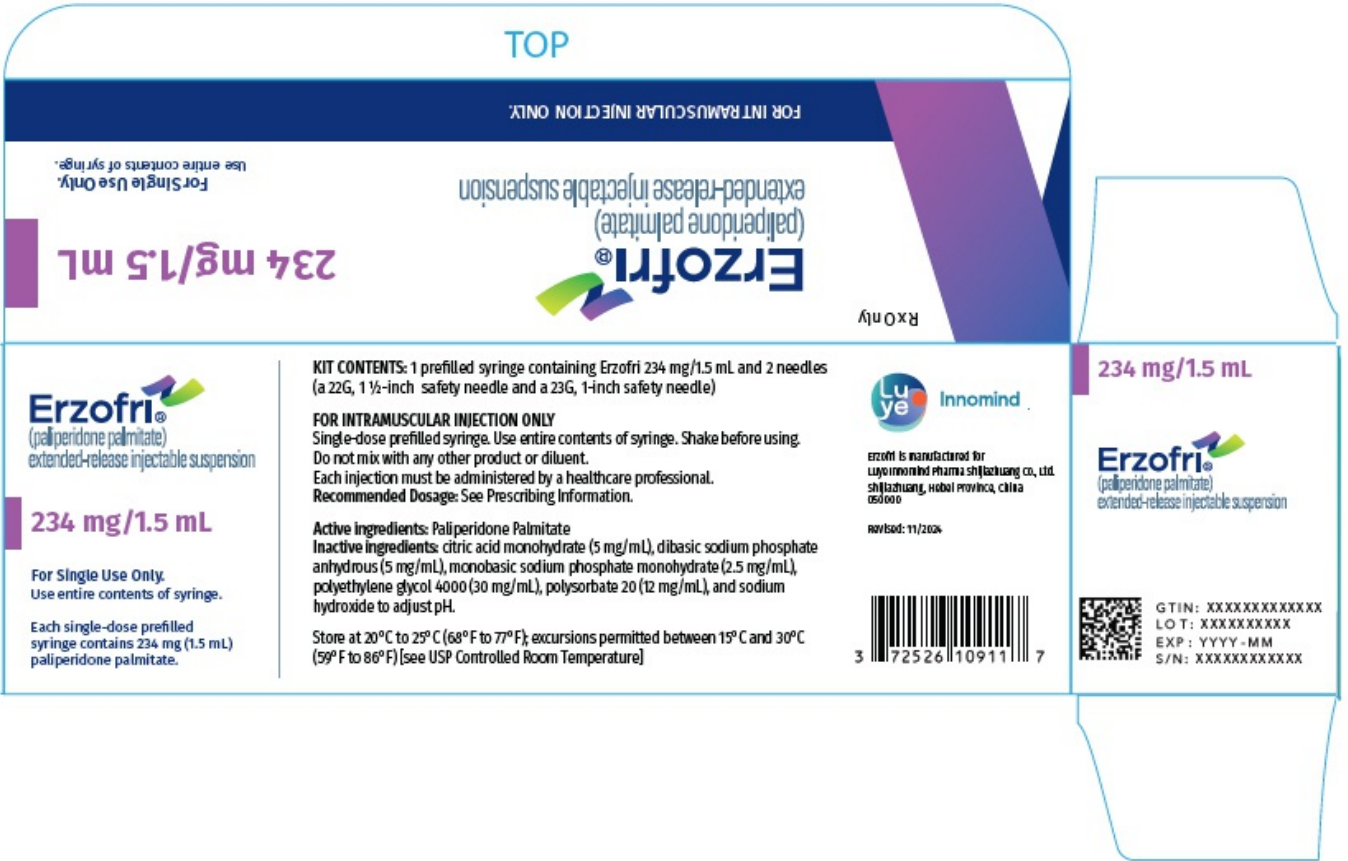 TOP
FOR INTRAMUSCULAR INJECTION ONLY.
Rx Only
Erzofri®
(paliperidone palmitate)
extended-release injectable suspension
234 mg/1.5 mL
For Single Use Only.
Use entire contents of syringe.
Erzofri®
(paliperidone palmitate)
extended-release injectable suspension
234 mg/1.5 mL
For Single Use Only.
Use entire contents of syringe.
Each single-dose prefilled
syringe contains 234 mg (1.5 mL)
paliperidone palmitate.
KIT CONTENTS: 1 prefilled syringe containing Erzofri 234 mg/1.5 mL and 2 needles
(a 22G, 1 ½-inch safety needle and a 23G, 1-inch safety needle)
FOR INTRAMUSCULAR INJECTION ONLY
Single-dose prefilled syringe. Use entire contents of syringe. Shake before using.
Do not mix with any other product or diluent.
Each injection must be administered by a healthcare professional.
Recommended Dosage: See Prescribing Information.
Active ingredients: Paliperidone Palmitate
Inactive ingredients: citric acid monohydrate (5 mg/mL), dibasic sodium phosphate
anhydrous (5 mg/mL), monobasic sodium phosphate monohydrate (2.5 mg/mL),
polyethylene glycol 4000 (30 mg/mL), polysorbate 20 (12 mg/mL), and sodium
hydroxide to adjust pH.
Store at 20°C to 25°C (68°F to 77°F); excursions permitted between 15°C and 30°C
(59°F to 86°F) [see USP Controlled Room Temperature]
Luye Innomind
Erzofri is manufactured for
Luye Innomind Pharma Shijiazhuang Co., Ltd.
Shijiazhuang, Hebei Province, China
050000
Revised: 11/2024
3 72526 10911 7
234 mg/1.5 mL
Erzofri®
(paliperidone palmitate)
extended-release injectable suspension
GTIN: XXXXXXXXXXXXX
LOT: XXXXXXXXXX
EXP: YYYY-MM
S/N: XXXXXXXXXXXX